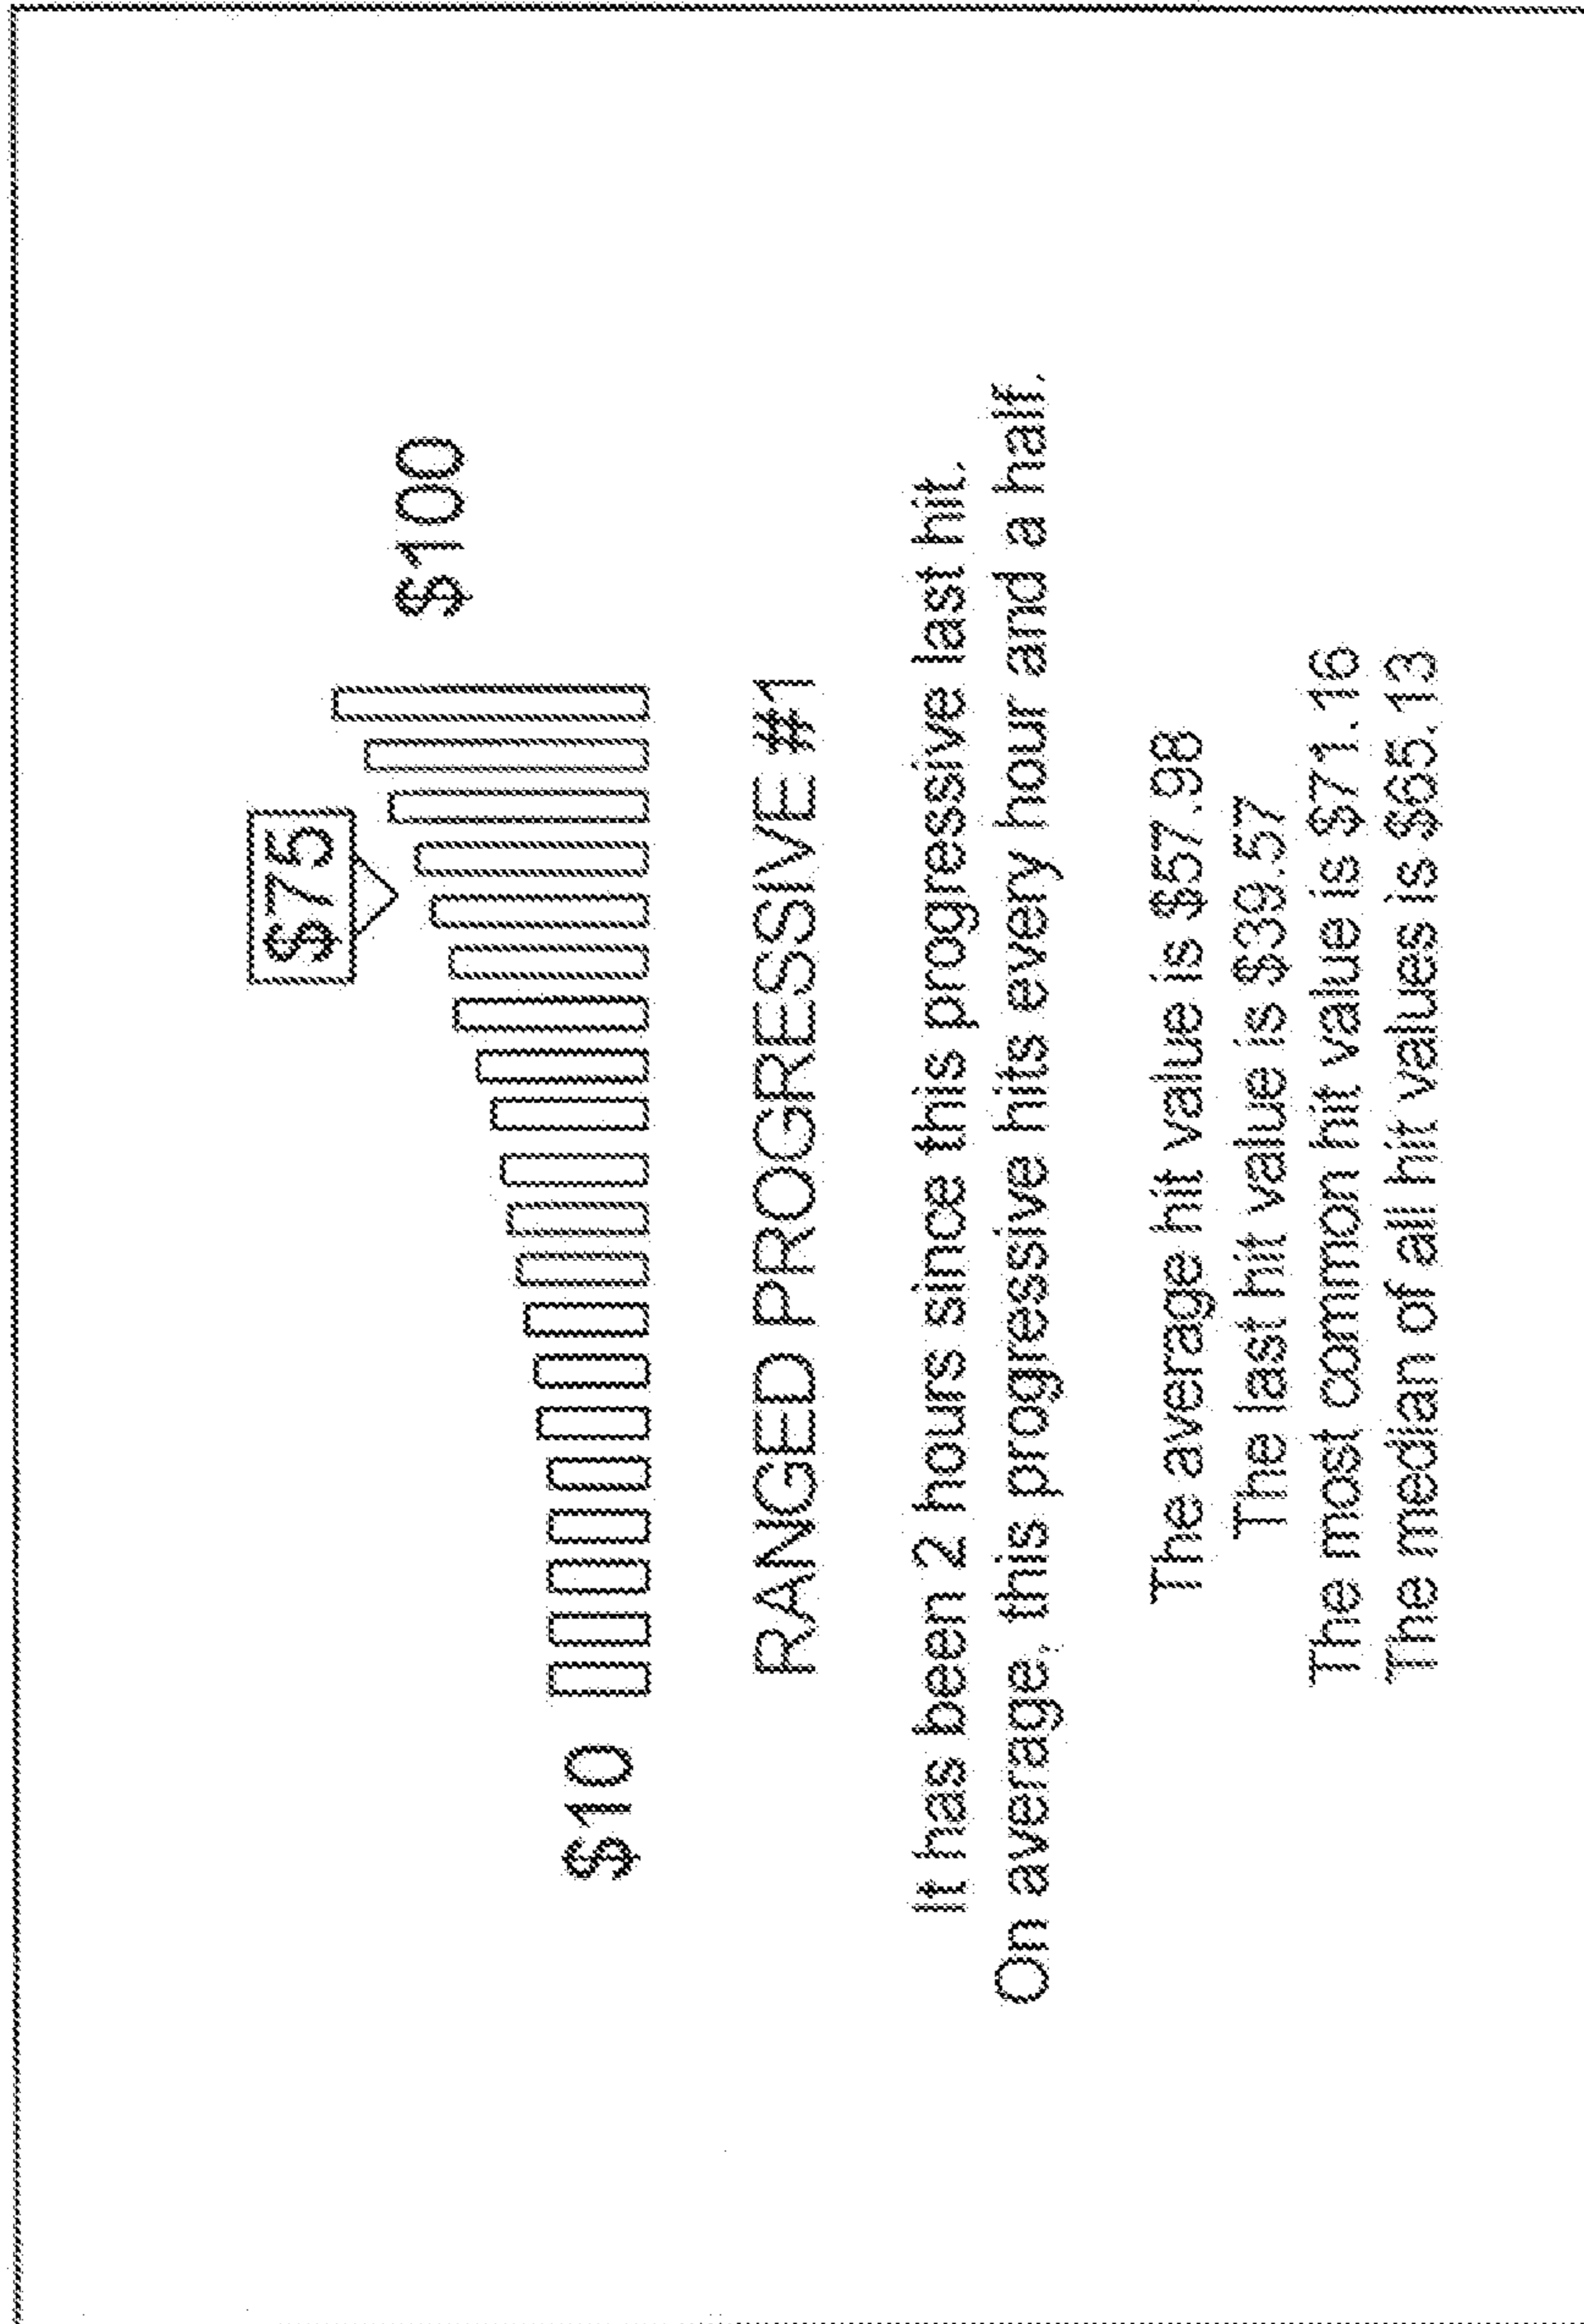 $75
$100
$10
RANGED PROGRESSIVE #1
It has been 2 hours since this progressive last hit.
On average, this progressive hits every hour and a half.
The average hit value is $57.98
The last hit value is $39.57
The most common hit value is $71.16
The median of all hit values is $65.13